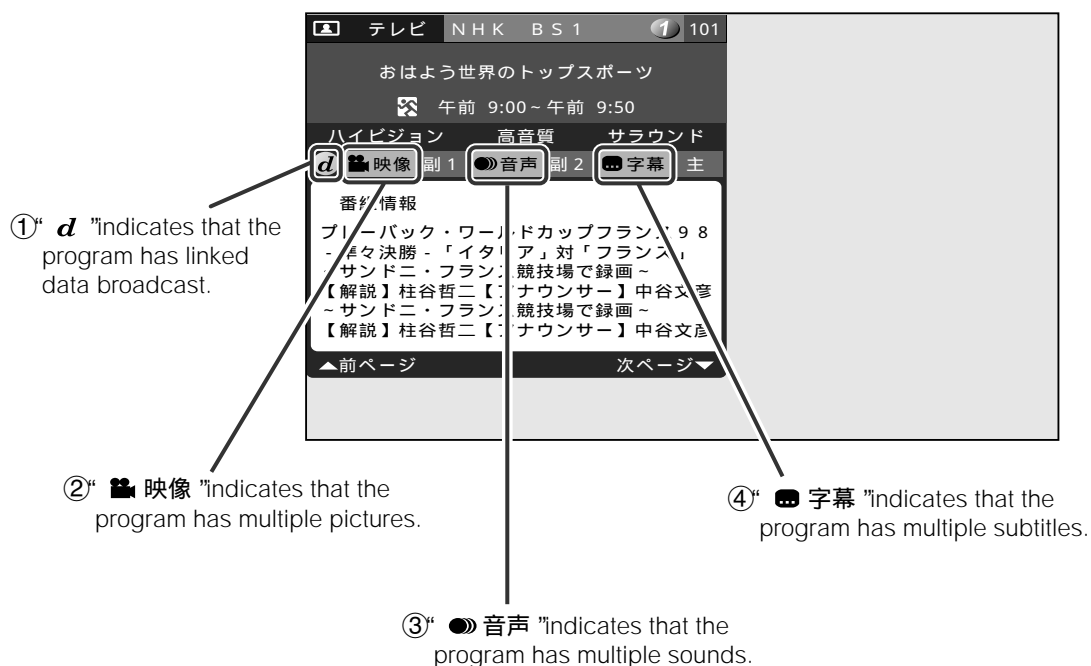 テレビ NHK BS1 1 101
おはよう世界のトップスポーツ
午前 9:00~午前 9:50
ハイビジョン 高音質 サラウンド
d 映像 副1 音声 副2 字幕 主
番組情報
プレーバック・ワールドカップフランス98
-準々決勝-「イタリア」対「フランス」
~サンドニ・フランス競技場で録画~
【解説】柱谷哲二【アナウンサー】中谷文彦
~サンドニ・フランス競技場で録画~
【解説】柱谷哲二【アナウンサー】中谷文彦
▲前ページ 次ページ▼
①“ d ”indicates that the
program has linked
data broadcast.
②“ 映像 ”indicates that the
program has multiple pictures.
④“ 字幕 ”indicates that the
program has multiple subtitles.
③“ 音声 ”indicates that the
program has multiple sounds.